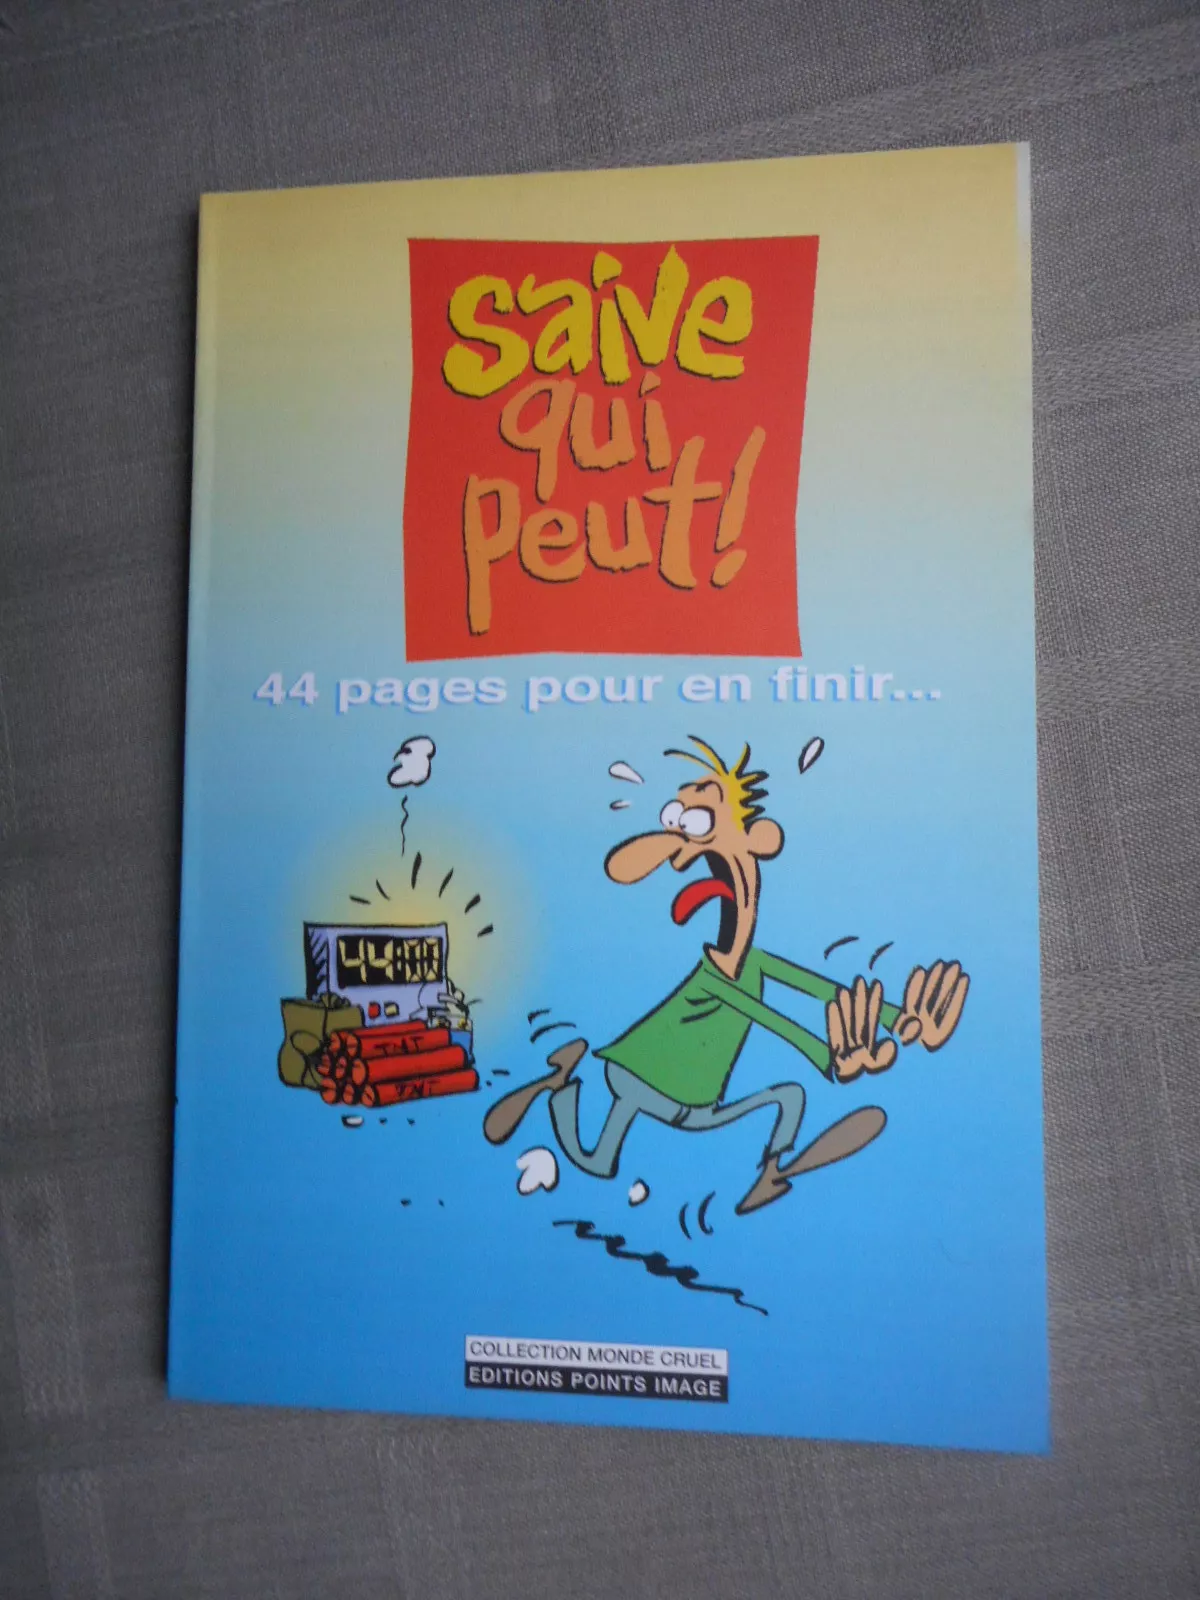 Saive
qui
peut!
44 pages pour en finir...
44:00
TNT
TNT
COLLECTION MONDE CRUEL
EDITIONS POINTS IMAGE